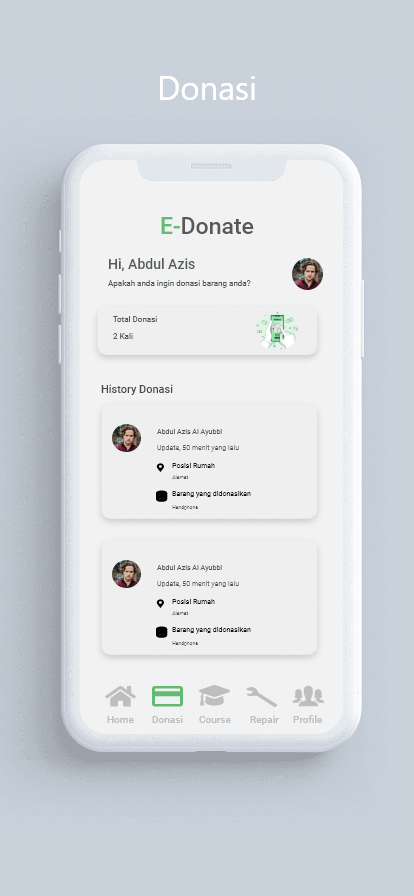 Donasi
E-Donate
Hi, Abdul Azis
Apakah anda ingin donasi barang anda?
Total Donasi
2 Kali
History Donasi
Abdul Azis Al Ayubbi
Update, 50 menit yang lalu
Posisi Rumah
Alamat
Barang yang didonasikan
Handphone
Abdul Azis Al Ayubbi
Update, 50 menit yang lalu
Posisi Rumah
Alamat
Barang yang didonasikan
Handphone
Home Donasi Course Repair Profile